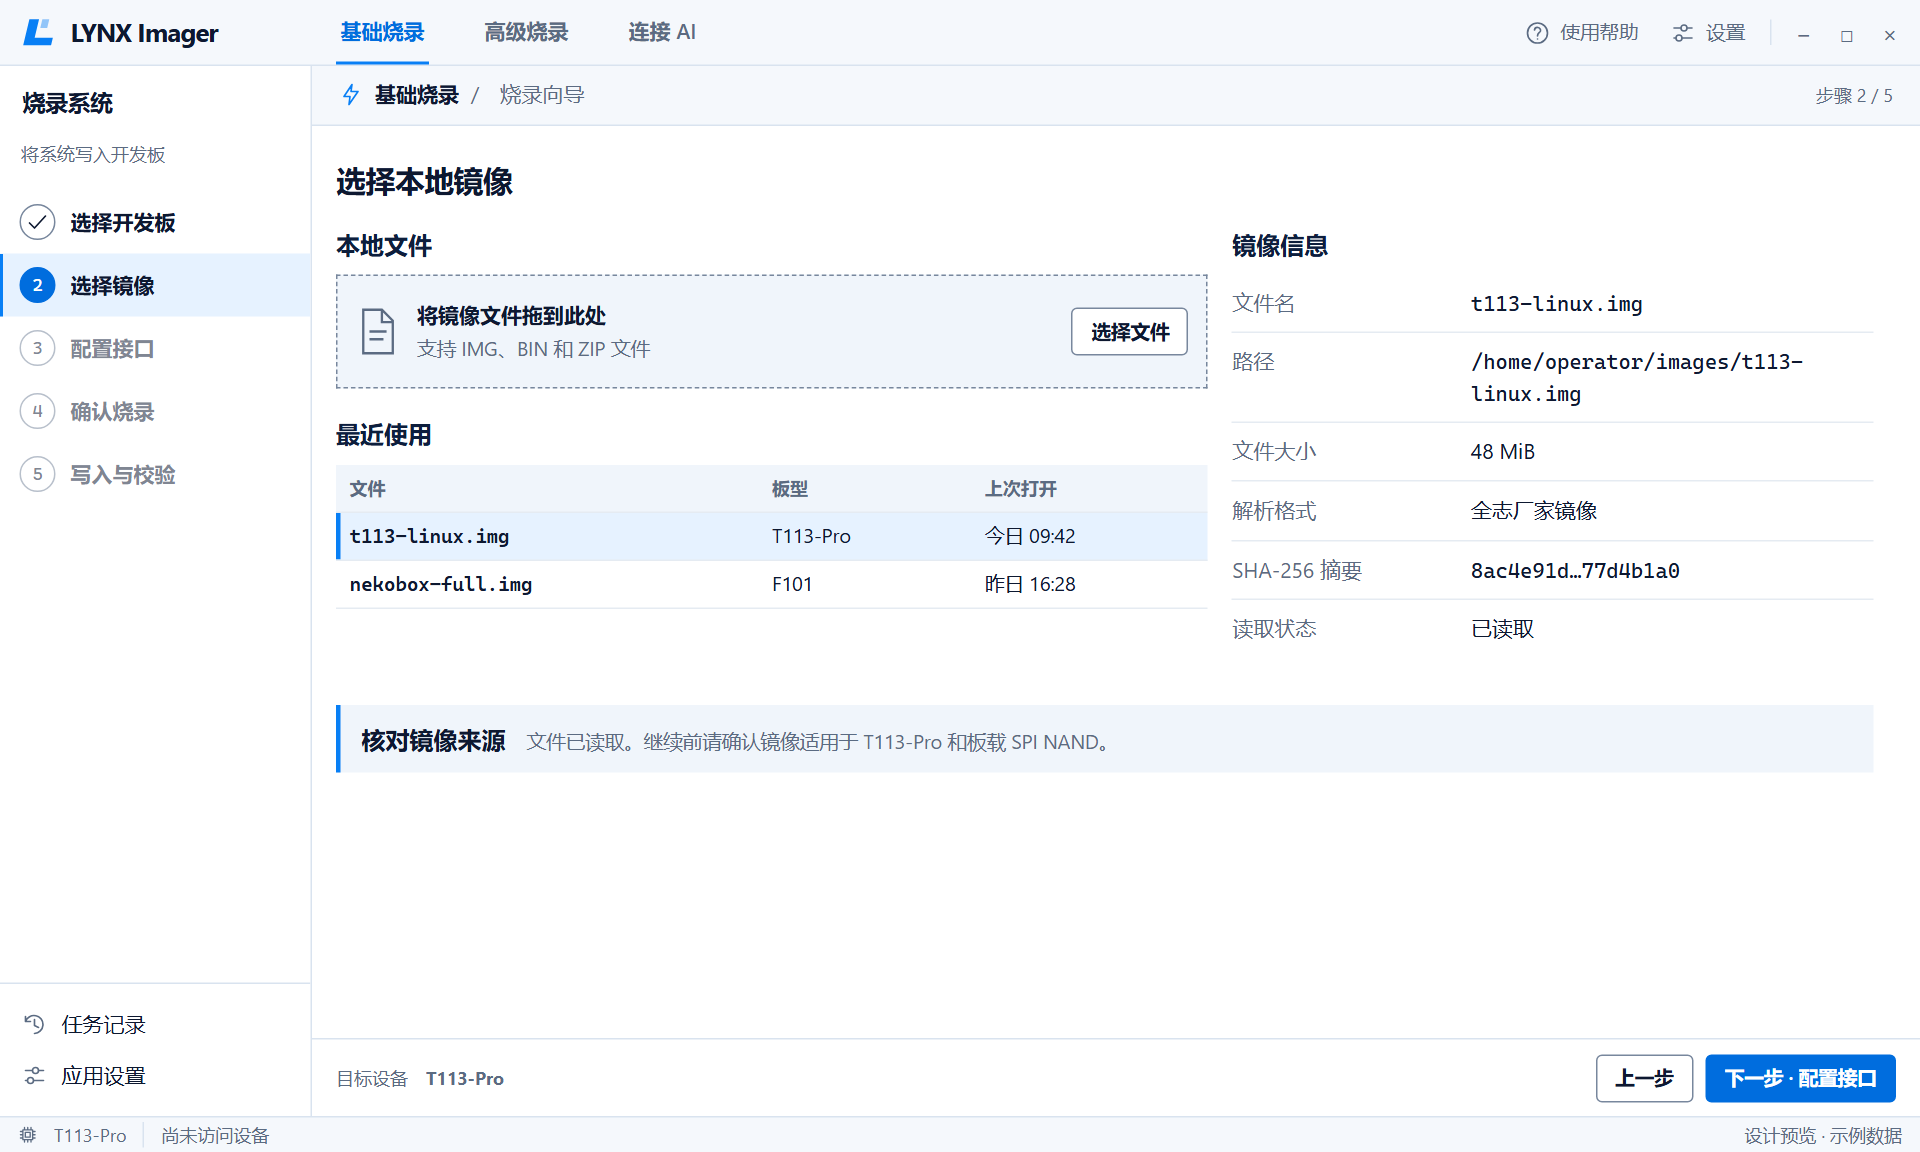 LYNX Imager
基础烧录
高级烧录
连接 AI
使用帮助
设置
烧录系统
将系统写入开发板
选择开发板
2 选择镜像
3 配置接口
4 确认烧录
5 写入与校验
任务记录
应用设置
基础烧录 / 烧录向导
步骤 2 / 5
选择本地镜像
本地文件
将镜像文件拖到此处
支持 IMG、BIN 和 ZIP 文件
选择文件
最近使用
文件 板型 上次打开
t113-linux.img T113-Pro 今日 09:42
nekobox-full.img F101 昨日 16:28
镜像信息
文件名 t113-linux.img
路径 /home/operator/images/t113-
linux.img
文件大小 48 MiB
解析格式 全志厂家镜像
SHA-256 摘要 8ac4e91d…77d4b1a0
读取状态 已读取
核对镜像来源 文件已读取。继续前请确认镜像适用于 T113-Pro 和板载 SPI NAND。
目标设备 T113-Pro
上一步
下一步 · 配置接口
T113-Pro 尚未访问设备
设计预览 · 示例数据